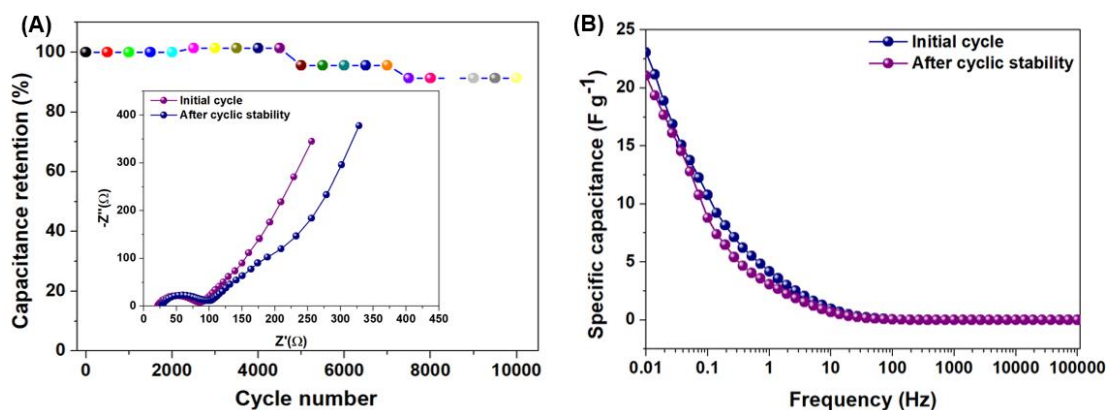 (A)
Capacitance retention (%)
100
80
60
40
20
0
0 2000 4000 6000 8000 10000
Cycle number
Initial cycle
After cyclic stability
-Z''(Ω)
400
300
200
100
0
0 50 100 150 200 250 300 350 400 450
Z'(Ω)
(B)
Specific capacitance (F g⁻¹)
25
20
15
10
5
0
0.01 0.1 1 10 100 1000 10000 100000
Frequency (Hz)
Initial cycle
After cyclic stability